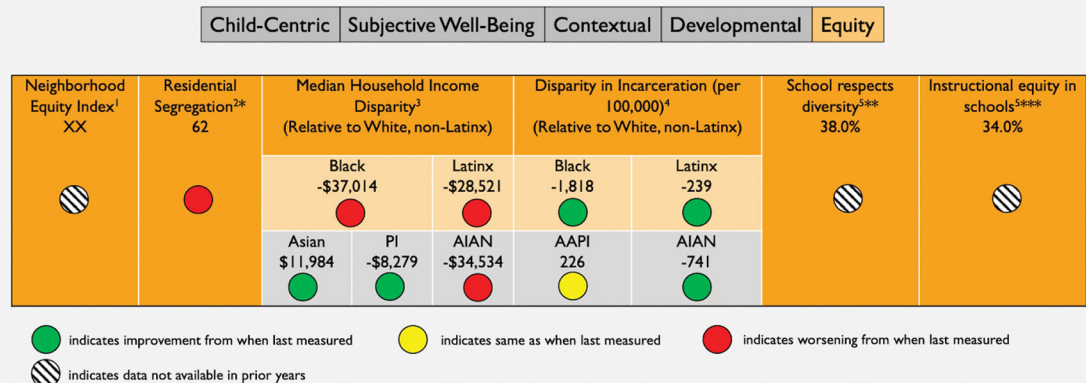 Child-Centric
Subjective Well-Being
Contextual
Developmental
Equity
Neighborhood
Equity Index¹
XX
Residential
Segregation²*
62
Median Household Income
Disparity³
(Relative to White, non-Latinx)
Black
-$37,014
Latinx
-$28,521
Asian
$11,984
PI
-$8,279
AIAN
-$34,534
Disparity in Incarceration (per
100,000)⁴
(Relative to White, non-Latinx)
Black
-1,818
Latinx
-239
AAPI
226
AIAN
-741
School respects
diversity⁵**
38.0%
Instructional equity in
schools⁵***
34.0%
indicates improvement from when last measured
indicates same as when last measured
indicates worsening from when last measured
indicates data not available in prior years